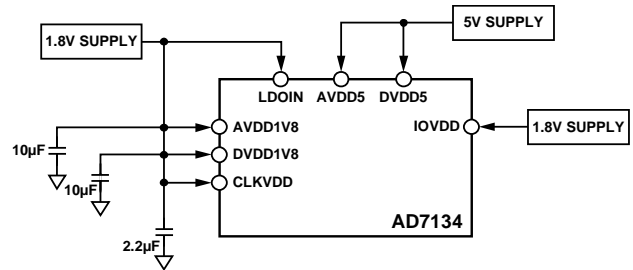 5V SUPPLY
1.8V SUPPLY
LDOIN AVDD5 DVDD5
AVDD1V8
IOVDD
1.8V SUPPLY
10µF
DVDD1V8
10µF
CLKVDD
2.2µF
AD7134